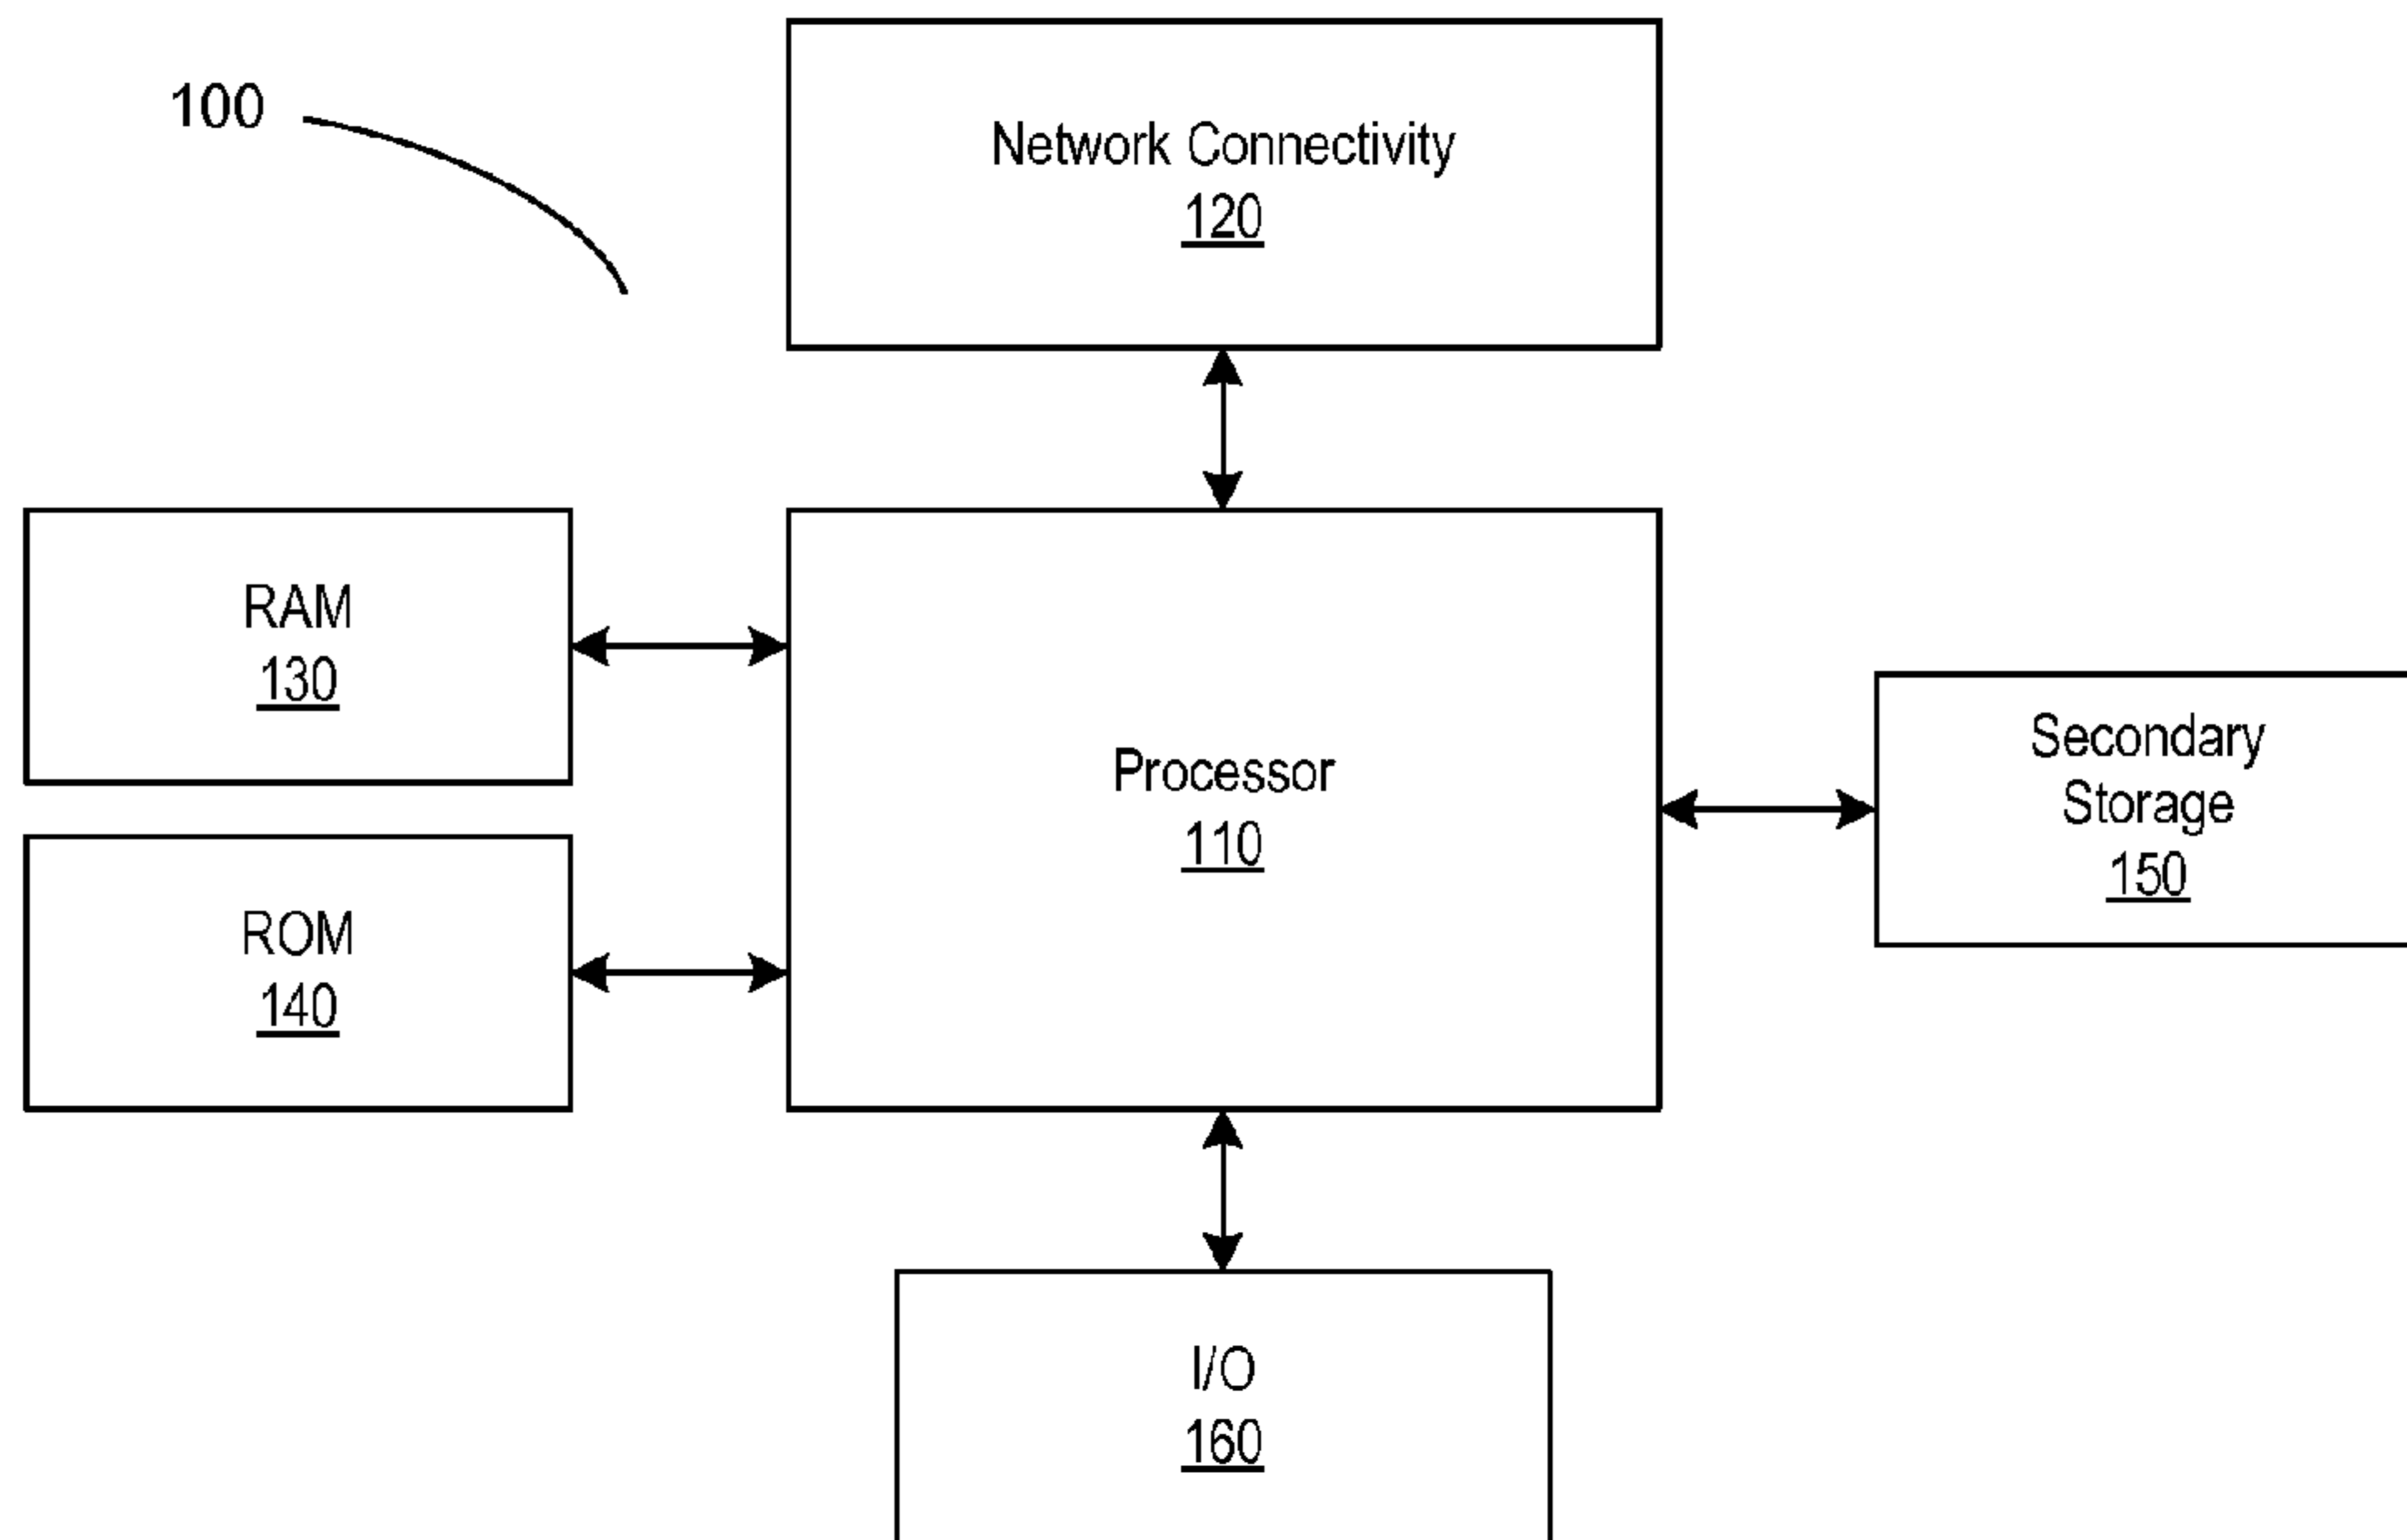 100
Network Connectivity
120
RAM
130
Processor
110
Secondary
Storage
150
ROM
140
I/O
160